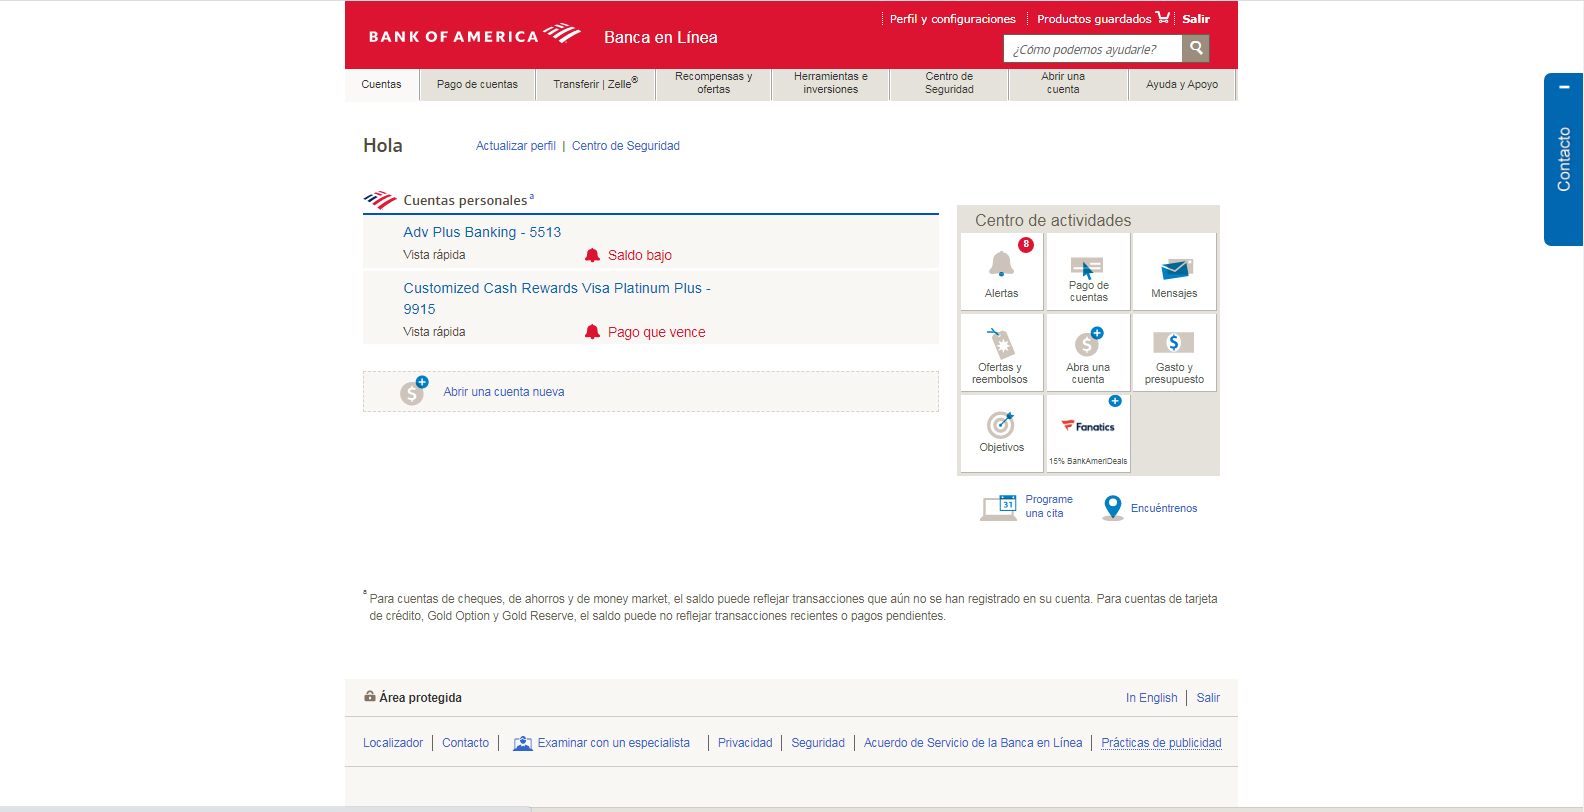 Perfil y configuraciones
Productos guardados
Salir
BANK OF AMERICA
Banca en Línea
¿Cómo podemos ayudarle?
Cuentas
Pago de cuentas
Transferir | Zelle®
Recompensas y
ofertas
Herramientas e
inversiones
Centro de
Seguridad
Abrir una
cuenta
Ayuda y Apoyo
Contacto
Hola
Actualizar perfil | Centro de Seguridad
Cuentas personales a
Adv Plus Banking - 5513
Vista rápida
Saldo bajo
Customized Cash Rewards Visa Platinum Plus -
9915
Vista rápida
Pago que vence
$
Abrir una cuenta nueva
Centro de actividades
8
Alertas
Pago de
cuentas
Mensajes
Ofertas y
reembolsos
$
Abra una
cuenta
$
Gasto y
presupuesto
Objetivos
Fanatics
15% BankAmeriDeals
31
Programe
una cita
Encuéntrenos
a Para cuentas de cheques, de ahorros y de money market, el saldo puede reflejar transacciones que aún no se han registrado en su cuenta. Para cuentas de tarjeta
de crédito, Gold Option y Gold Reserve, el saldo puede no reflejar transacciones recientes o pagos pendientes.
Área protegida
In English
Salir
Localizador
Contacto
Examinar con un especialista
Privacidad
Seguridad
Acuerdo de Servicio de la Banca en Línea
Prácticas de publicidad